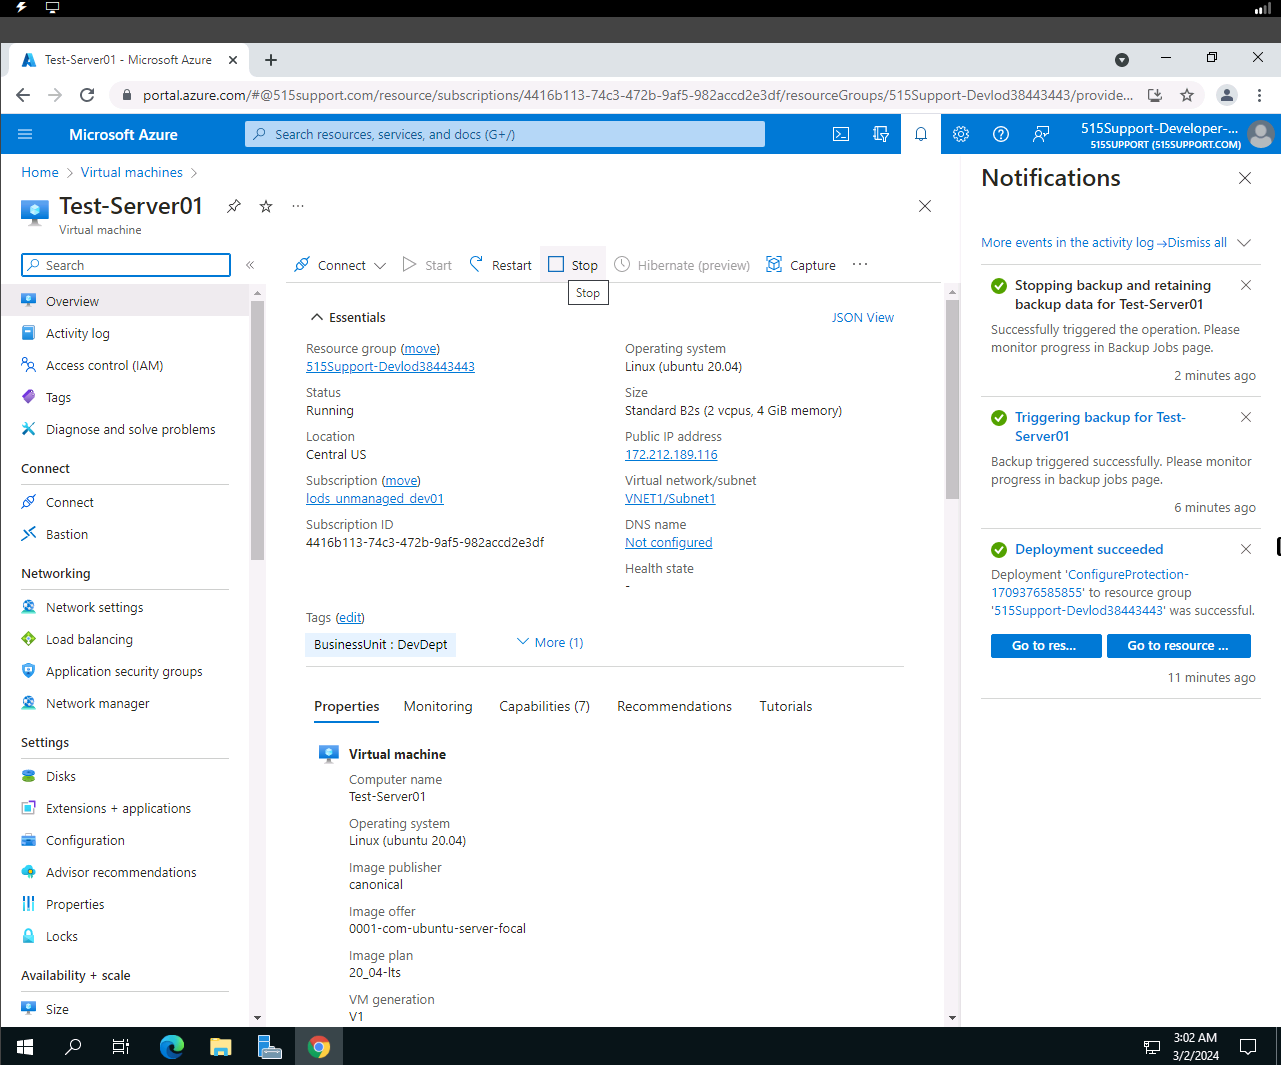 Test-Server01 - Microsoft Azure
portal.azure.com/#@515support.com/resource/subscriptions/4416b113-74c3-472b-9af5-982accd2e3df/resourceGroups/515Support-Devlod38443443/provide...
Microsoft Azure
Search resources, services, and docs (G+/)
515Support-Developer-...
515SUPPORT (515SUPPORT.COM)
Home > Virtual machines >
Test-Server01
Virtual machine
Search
Connect
Start
Restart
Stop
Hibernate (preview)
Capture
Stop
Overview
Activity log
Access control (IAM)
Tags
Diagnose and solve problems
Connect
Connect
Bastion
Networking
Network settings
Load balancing
Application security groups
Network manager
Settings
Disks
Extensions + applications
Configuration
Advisor recommendations
Properties
Locks
Availability + scale
Size
Essentials
JSON View
Resource group (move)
515Support-Devlod38443443
Status
Running
Location
Central US
Subscription (move)
lods_unmanaged_dev01
Subscription ID
4416b113-74c3-472b-9af5-982accd2e3df
Operating system
Linux (ubuntu 20.04)
Size
Standard B2s (2 vcpus, 4 GiB memory)
Public IP address
172.212.189.116
Virtual network/subnet
VNET1/Subnet1
DNS name
Not configured
Health state
-
Tags (edit)
BusinessUnit : DevDept
More (1)
Properties
Monitoring
Capabilities (7)
Recommendations
Tutorials
Virtual machine
Computer name
Test-Server01
Operating system
Linux (ubuntu 20.04)
Image publisher
canonical
Image offer
0001-com-ubuntu-server-focal
Image plan
20_04-lts
VM generation
V1
Notifications
More events in the activity log →
Dismiss all
Stopping backup and retaining
backup data for Test-Server01
Successfully triggered the operation. Please
monitor progress in Backup Jobs page.
2 minutes ago
Triggering backup for Test-
Server01
Backup triggered successfully. Please monitor
progress in backup jobs page.
6 minutes ago
Deployment succeeded
Deployment 'ConfigureProtection-
1709376585855' to resource group
'515Support-Devlod38443443' was successful.
Go to res...
Go to resource ...
11 minutes ago
3:02 AM
3/2/2024